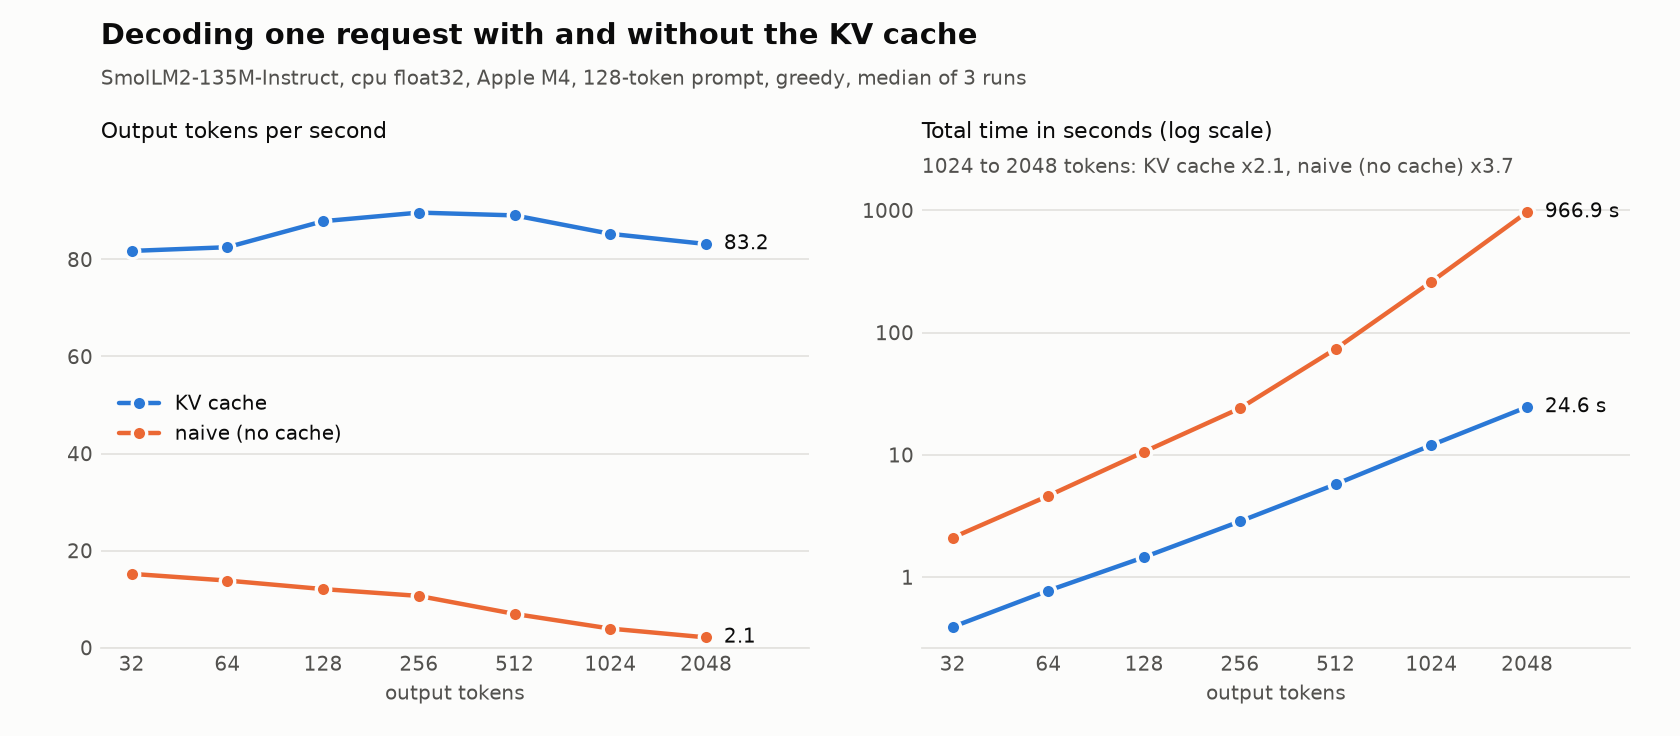 Decoding one request with and without the KV cache
SmolLM2-135M-Instruct, cpu float32, Apple M4, 128-token prompt, greedy, median of 3 runs
Output tokens per second
80
60
40
20
0
KV cache
naive (no cache)
83.2
2.1
32 64 128 256 512 1024 2048
output tokens
Total time in seconds (log scale)
1024 to 2048 tokens: KV cache x2.1, naive (no cache) x3.7
1000
100
10
1
966.9 s
24.6 s
32 64 128 256 512 1024 2048
output tokens